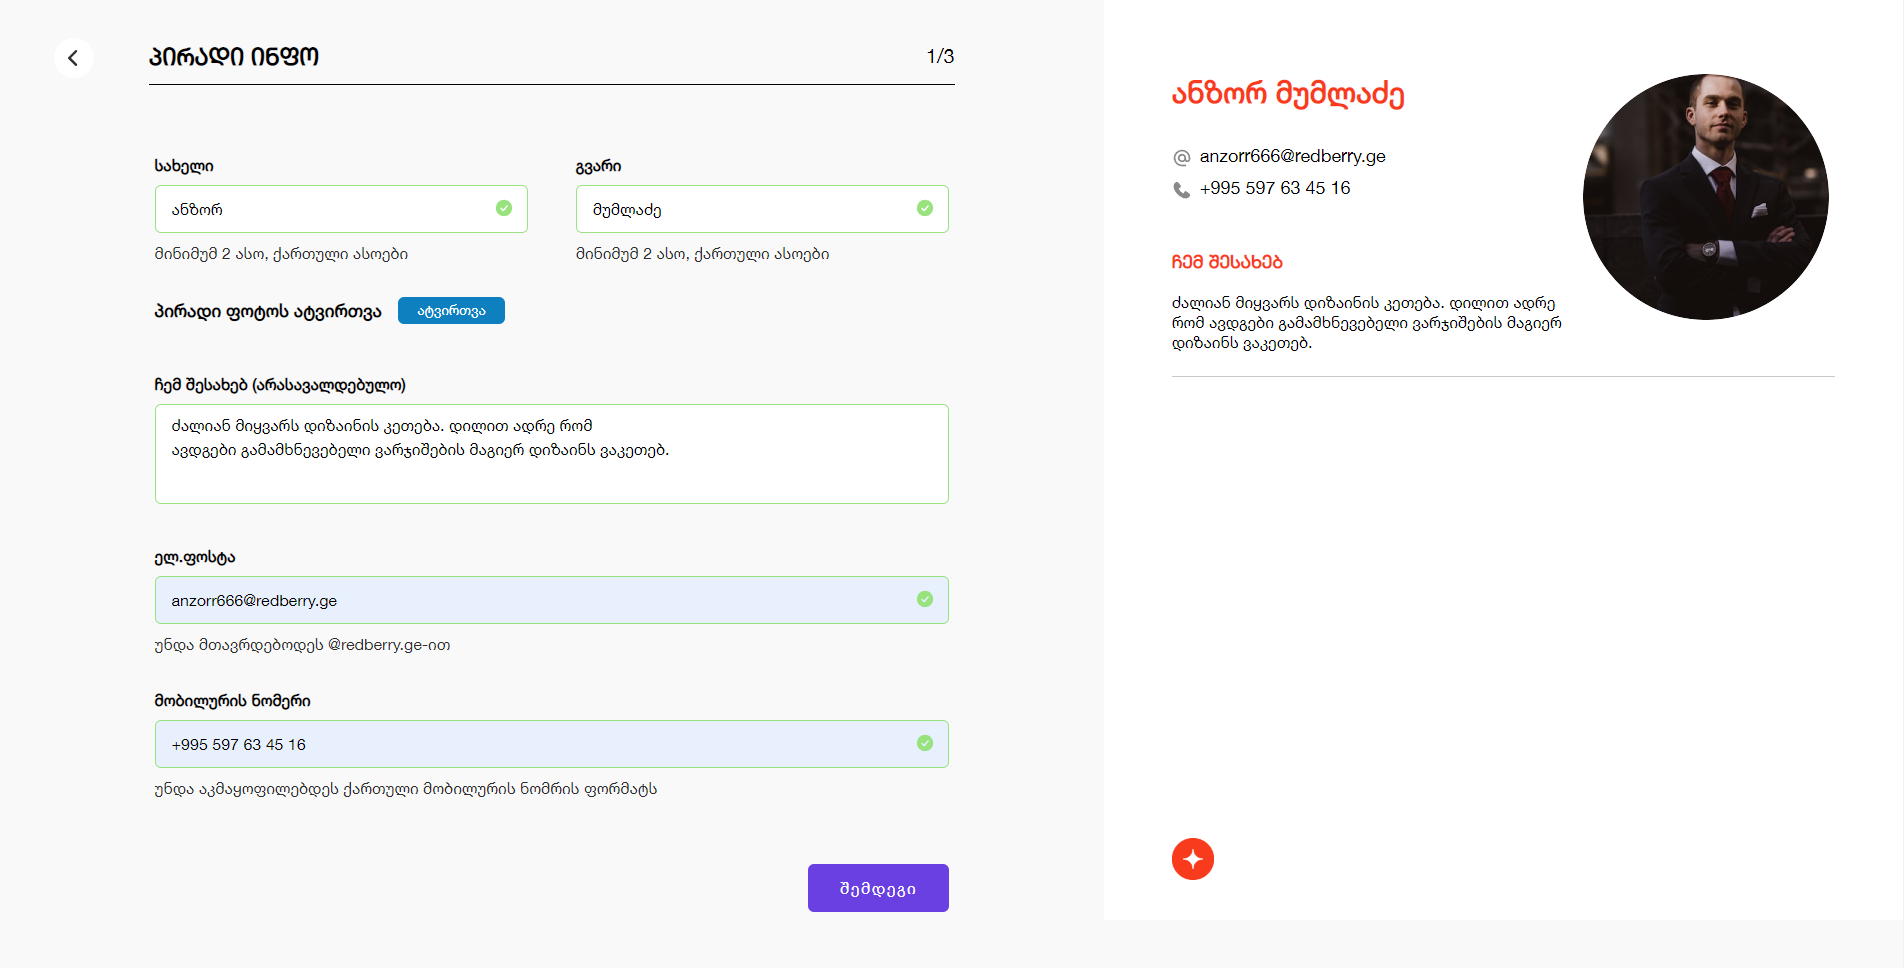 პირადი ინფო
1/3
სახელი
გვარი
ანზორ
მუმლაძე
მინიმუმ 2 ასო, ქართული ასოები
მინიმუმ 2 ასო, ქართული ასოები
პირადი ფოტოს ატვირთვა
ატვირთვა
ჩემ შესახებ (არასავალდებულო)
ძალიან მიყვარს დიზაინის კეთება. დილით ადრე რომ
ავდგები გამამხნევებელი ვარჯიშების მაგიერ დიზაინს ვაკეთებ.
ელ.ფოსტა
anzorr666@redberry.ge
უნდა მთავრდებოდეს @redberry.ge-ით
მობილურის ნომერი
+995 597 63 45 16
უნდა აკმაყოფილებდეს ქართული მობილურის ნომრის ფორმატს
შემდეგი
ანზორ მუმლაძე
anzorr666@redberry.ge
+995 597 63 45 16
ჩემ შესახებ
ძალიან მიყვარს დიზაინის კეთება. დილით ადრე
რომ ავდგები გამამხნევებელი ვარჯიშების მაგიერ
დიზაინს ვაკეთებ.